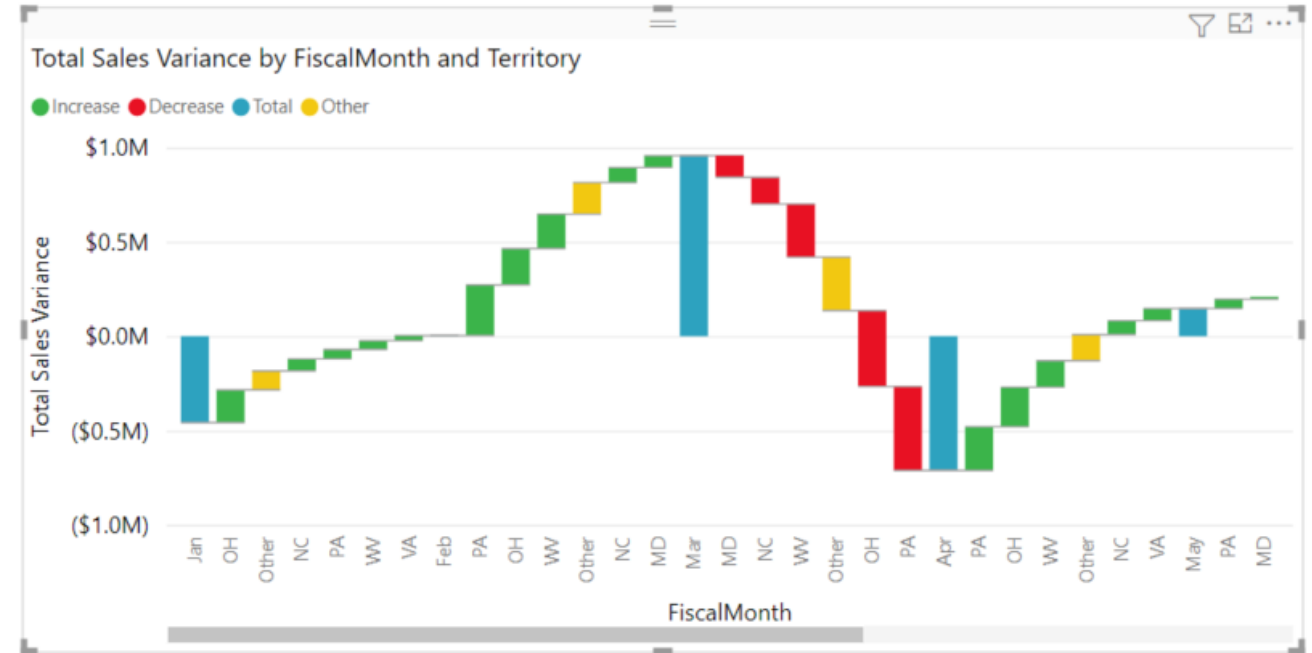 Total Sales Variance by FiscalMonth and Territory
Increase Decrease Total Other
Total Sales Variance
$1.0M
$0.5M
$0.0M
($0.5M)
($1.0M)
Jan OH Other NC PA WV VA Feb PA OH WV Other NC MD Mar MD NC WV Other OH PA Apr PA OH WV Other NC VA May PA MD
FiscalMonth